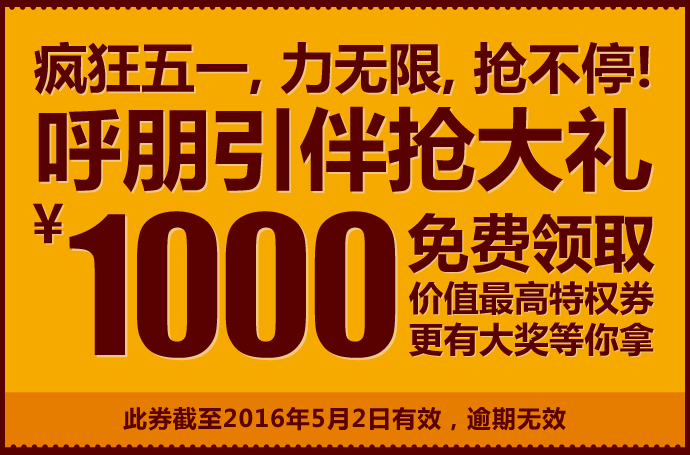 疯狂五一, 力无限, 抢不停!
呼朋引伴抢大礼
¥1000 免费领取
价值最高特权券
更有大奖等你拿
此券截至2016年5月2日有效，逾期无效